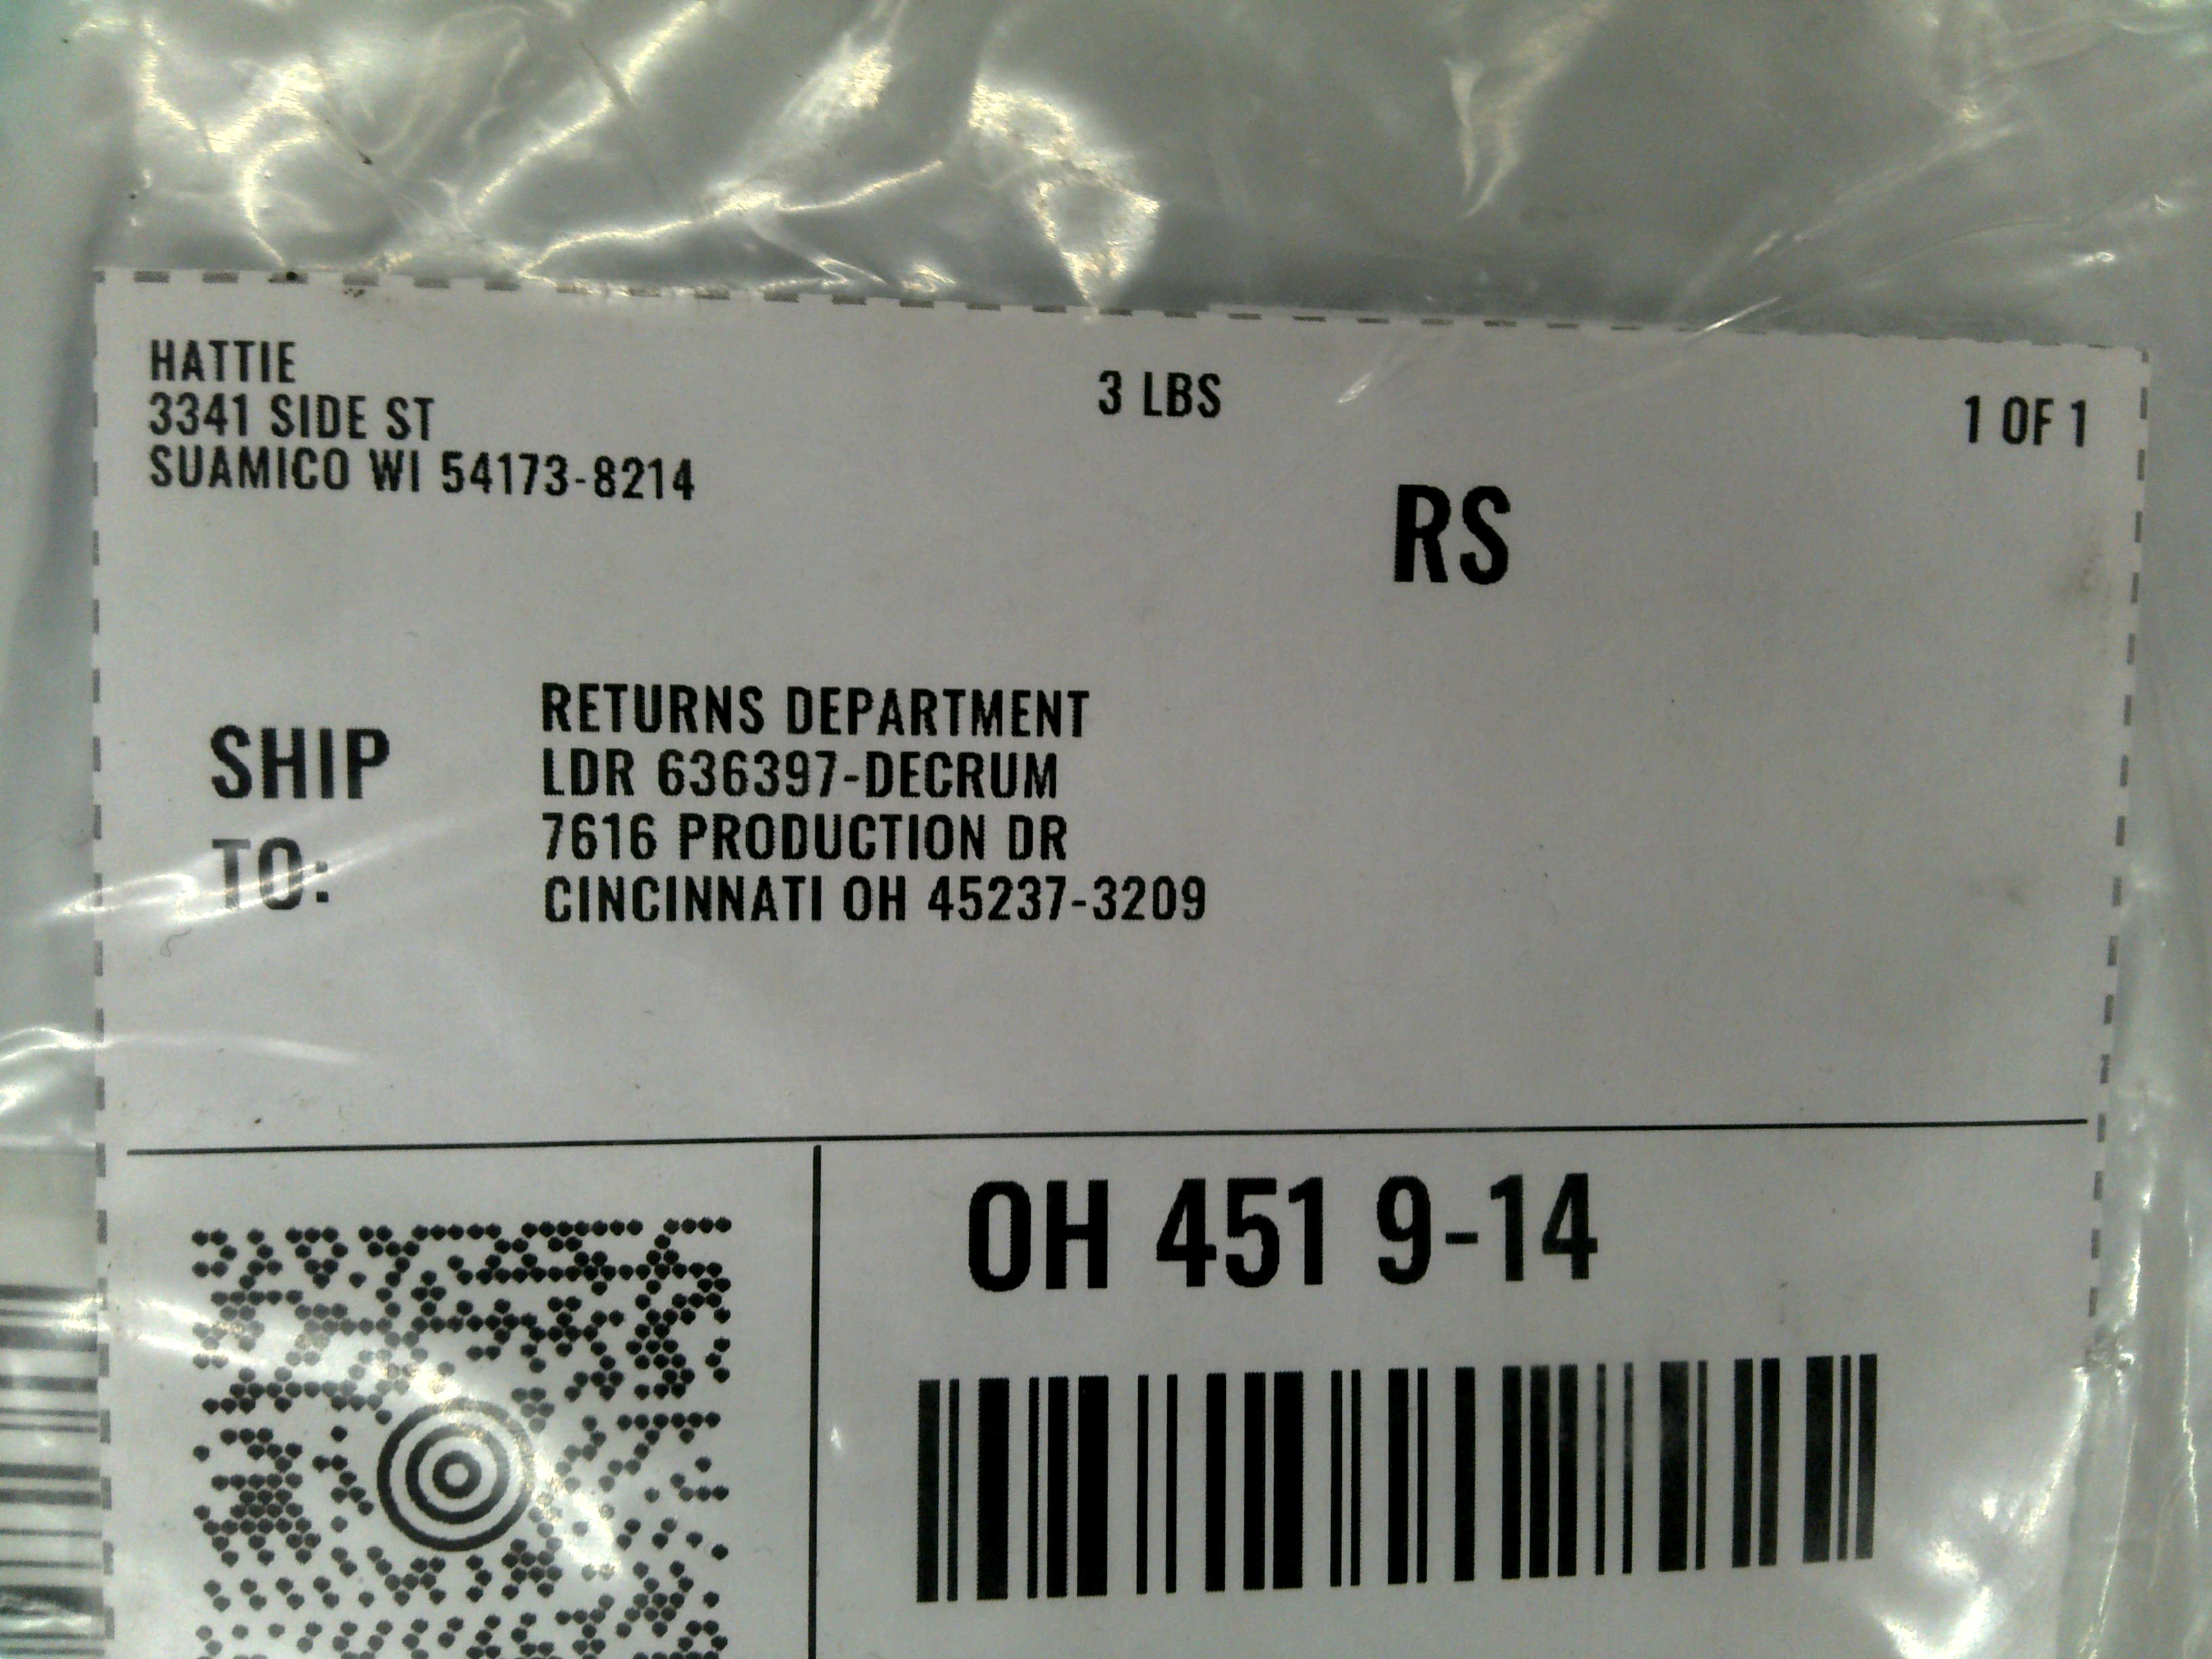 HATTIE
3341 SIDE ST
SUAMICO WI 54173-8214
3 LBS
1 OF 1
RS
SHIP
TO:
RETURNS DEPARTMENT
LDR 636397-DECRUM
7616 PRODUCTION DR
CINCINNATI OH 45237-3209
OH 451 9-14